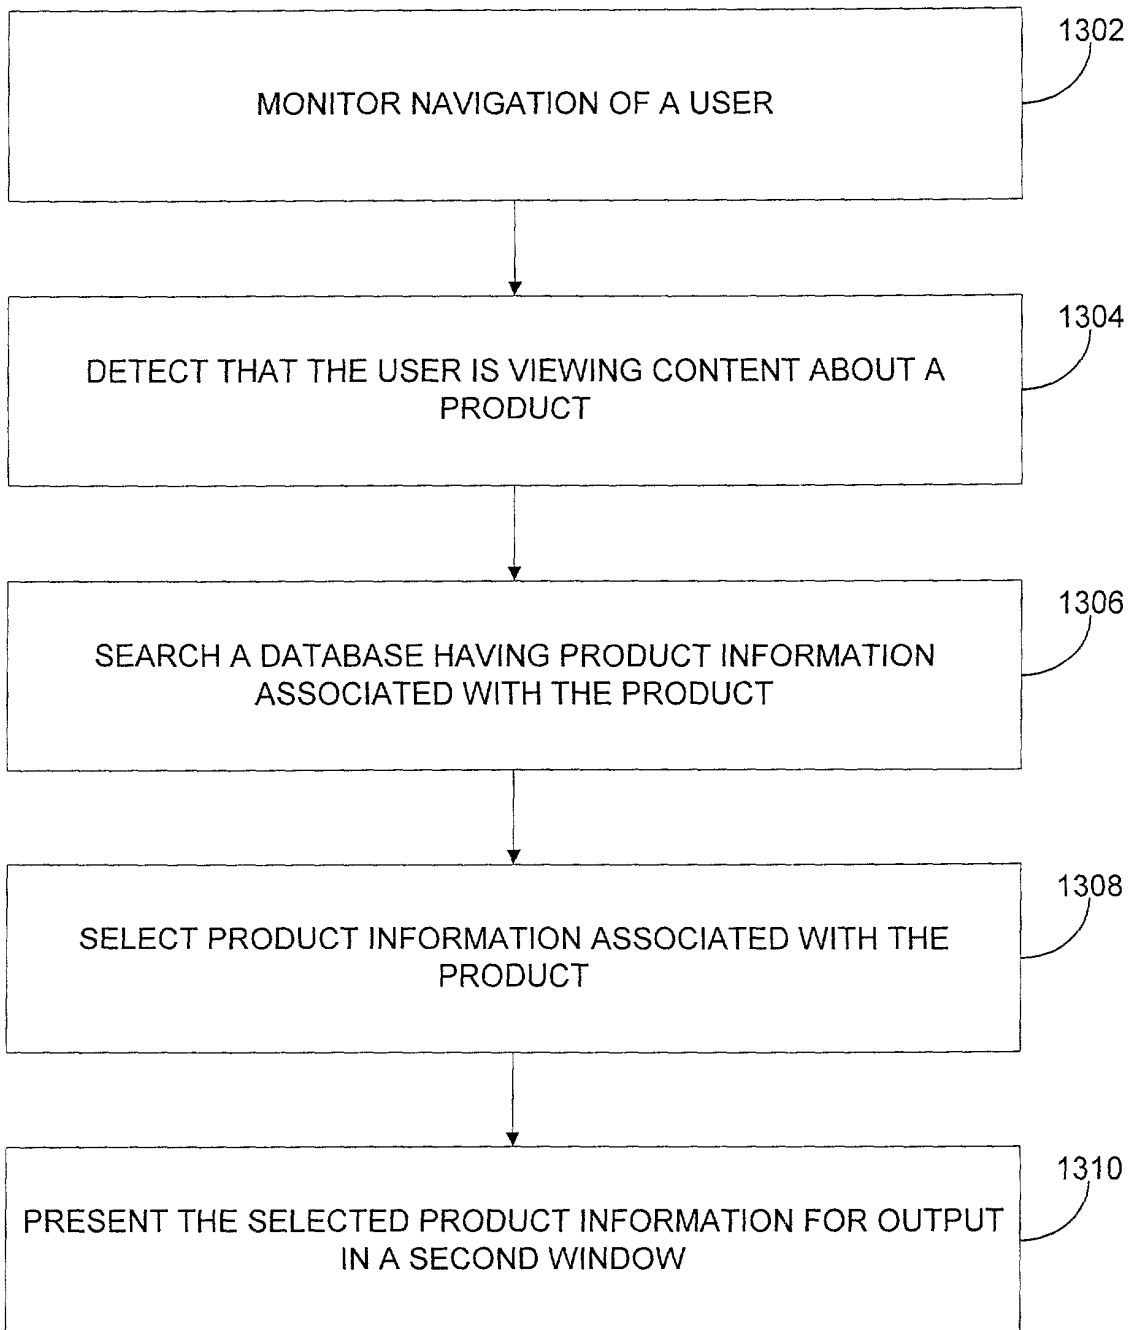 1302
MONITOR NAVIGATION OF A USER
1304
DETECT THAT THE USER IS VIEWING CONTENT ABOUT A
PRODUCT
1306
SEARCH A DATABASE HAVING PRODUCT INFORMATION
ASSOCIATED WITH THE PRODUCT
1308
SELECT PRODUCT INFORMATION ASSOCIATED WITH THE
PRODUCT
1310
PRESENT THE SELECTED PRODUCT INFORMATION FOR OUTPUT
IN A SECOND WINDOW